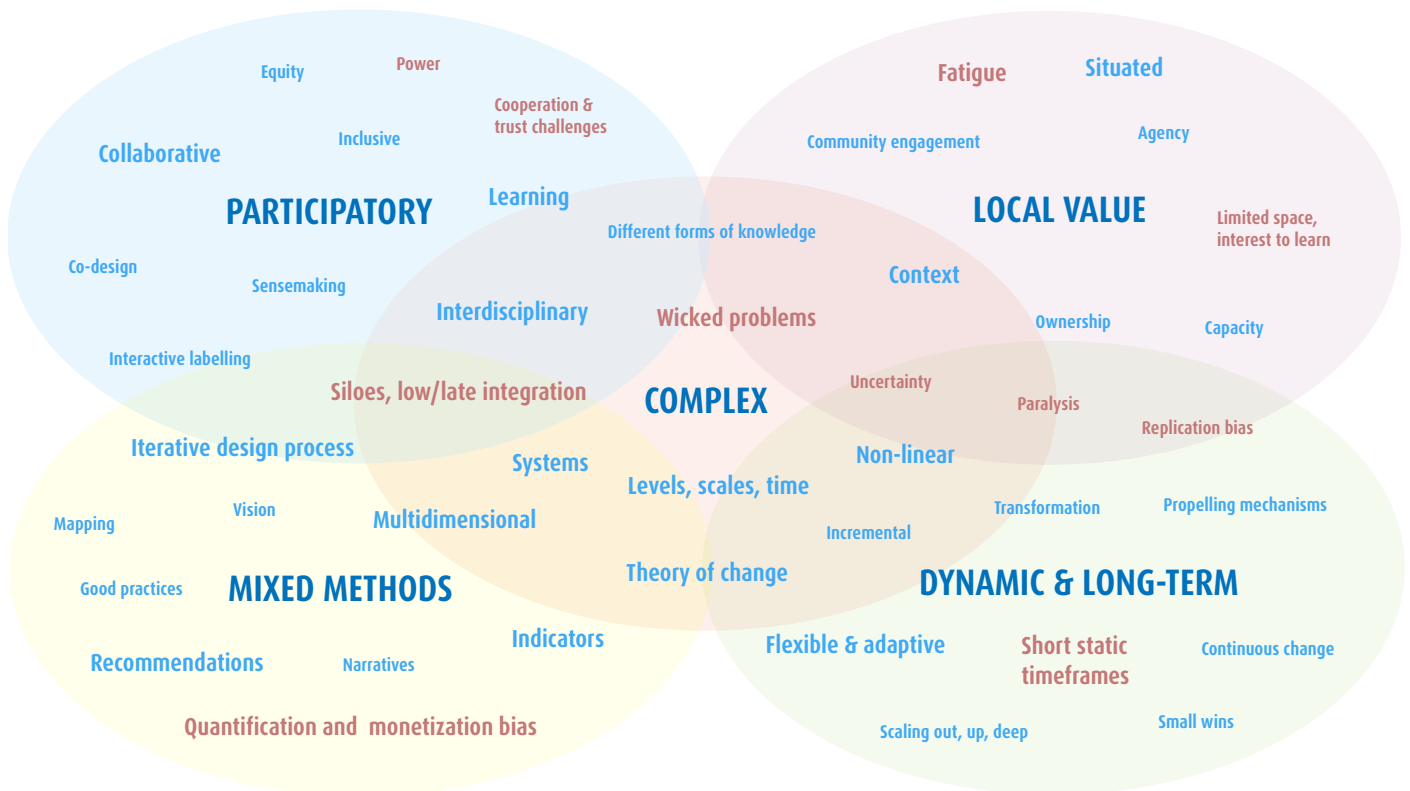 Equity
Power
Cooperation &
trust challenges
Collaborative
Inclusive
Learning
PARTICIPATORY
Co-design
Sensemaking
Interdisciplinary
Interactive labelling
Siloes, low/late integration
Different forms of knowledge
Wicked problems
COMPLEX
Fatigue
Situated
Community engagement
Agency
LOCAL VALUE
Limited space,
interest to learn
Context
Ownership
Capacity
Uncertainty
Paralysis
Replication bias
Iterative design process
Systems
Vision
Mapping
Multidimensional
Good practices
MIXED METHODS
Indicators
Recommendations
Narratives
Quantification and  monetization bias
Levels, scales, time
Theory of change
Non-linear
Incremental
Transformation
Propelling mechanisms
DYNAMIC & LONG-TERM
Flexible & adaptive
Short static
timeframes
Continuous change
Small wins
Scaling out, up, deep